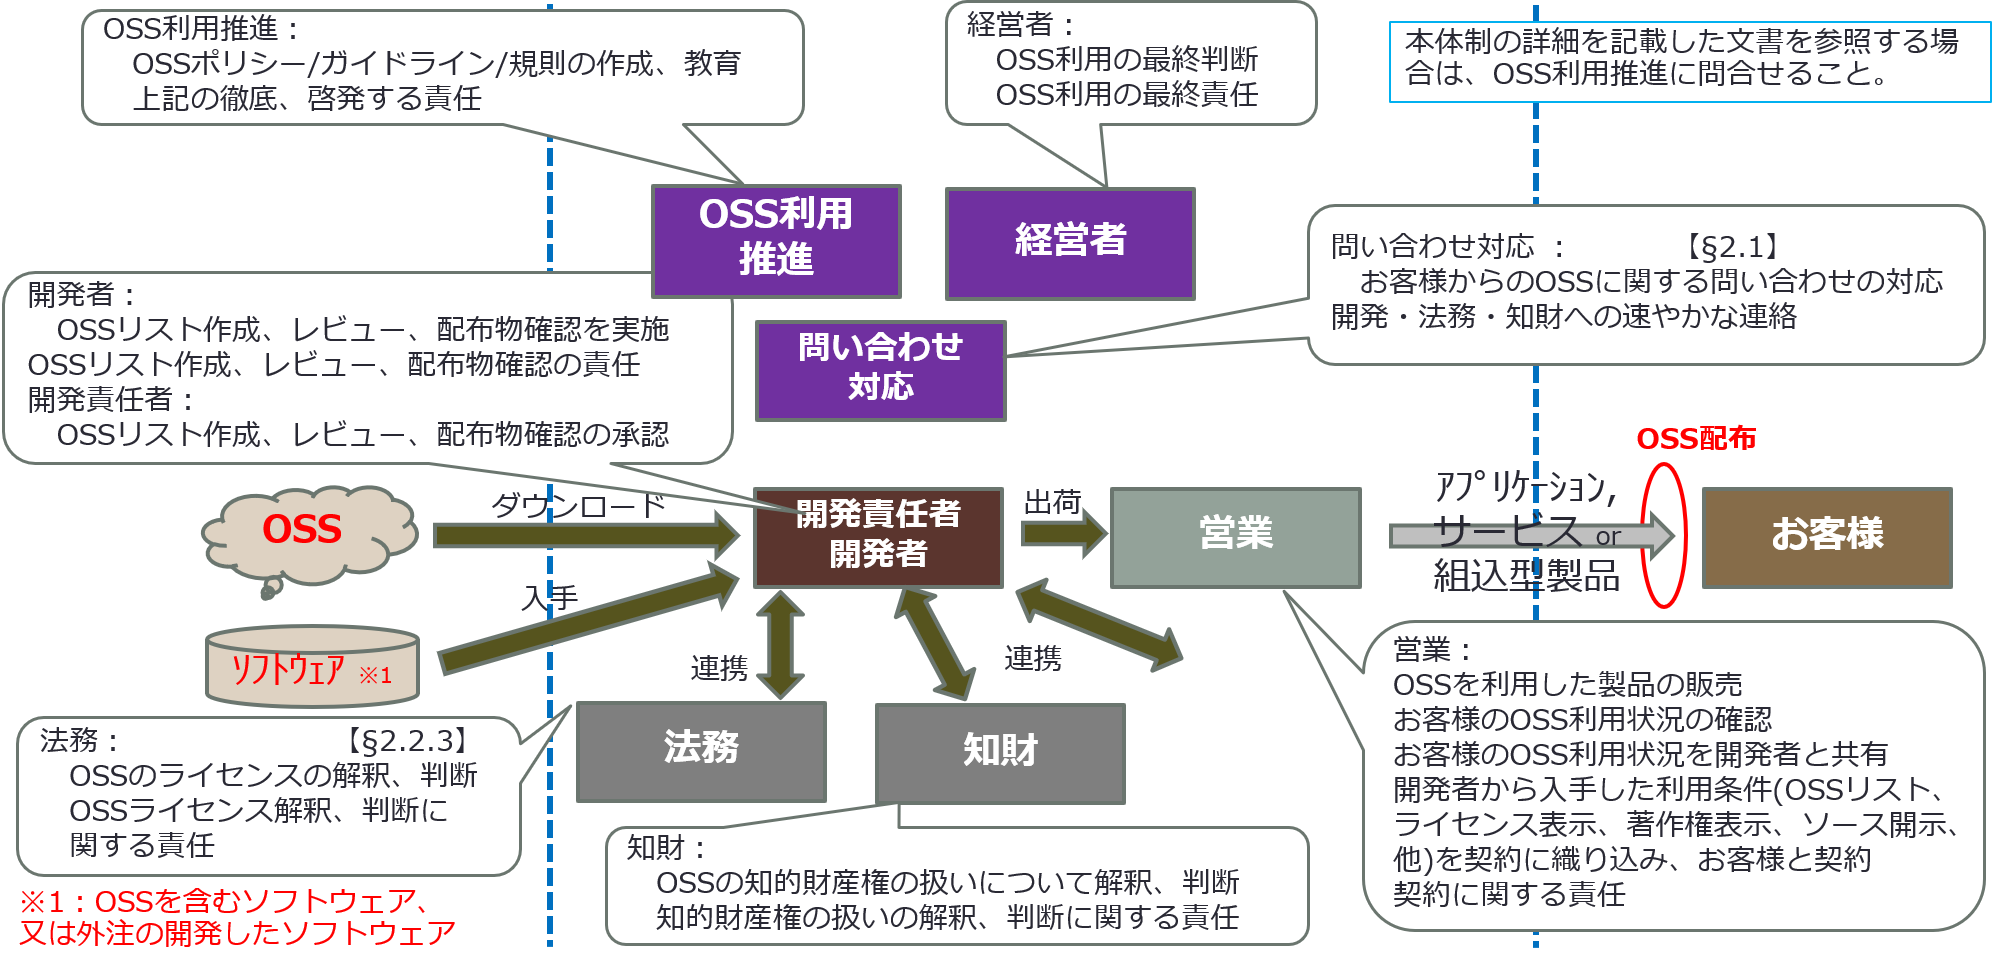 OSS利用推進：
OSSポリシー/ガイドライン/規則の作成、教育
上記の徹底、啓発する責任
経営者：
OSS利用の最終判断
OSS利用の最終責任
本体制の詳細を記載した文書を参照する場
合は、OSS利用推進に問合せること。
OSS利用
推進
経営者
問い合わせ対応 ： 【§2.1】
お客様からのOSSに関する問い合わせの対応
開発・法務・知財への速やかな連絡
開発者：
OSSリスト作成、レビュー、配布物確認を実施
OSSリスト作成、レビュー、配布物確認の責任
開発責任者：
OSSリスト作成、レビュー、配布物確認の承認
問い合わせ
対応
OSS配布
OSS
ダウンロード
開発責任者
開発者
出荷
営業
ｱﾌﾟﾘｹｰｼｮﾝ,
サービス or
組込型製品
お客様
入手
ｿﾌﾄｳｪｱ ※1
連携
連携
法務
知財
法務： 【§2.2.3】
OSSのライセンスの解釈、判断
OSSライセンス解釈、判断に
関する責任
知財：
OSSの知的財産権の扱いについて解釈、判断
知的財産権の扱いの解釈、判断に関する責任
営業：
OSSを利用した製品の販売
お客様のOSS利用状況の確認
お客様のOSS利用状況を開発者と共有
開発者から入手した利用条件(OSSリスト、
ライセンス表示、著作権表示、ソース開示、
他)を契約に織り込み、お客様と契約
契約に関する責任
※1：OSSを含むソフトウェア、
又は外注の開発したソフトウェア